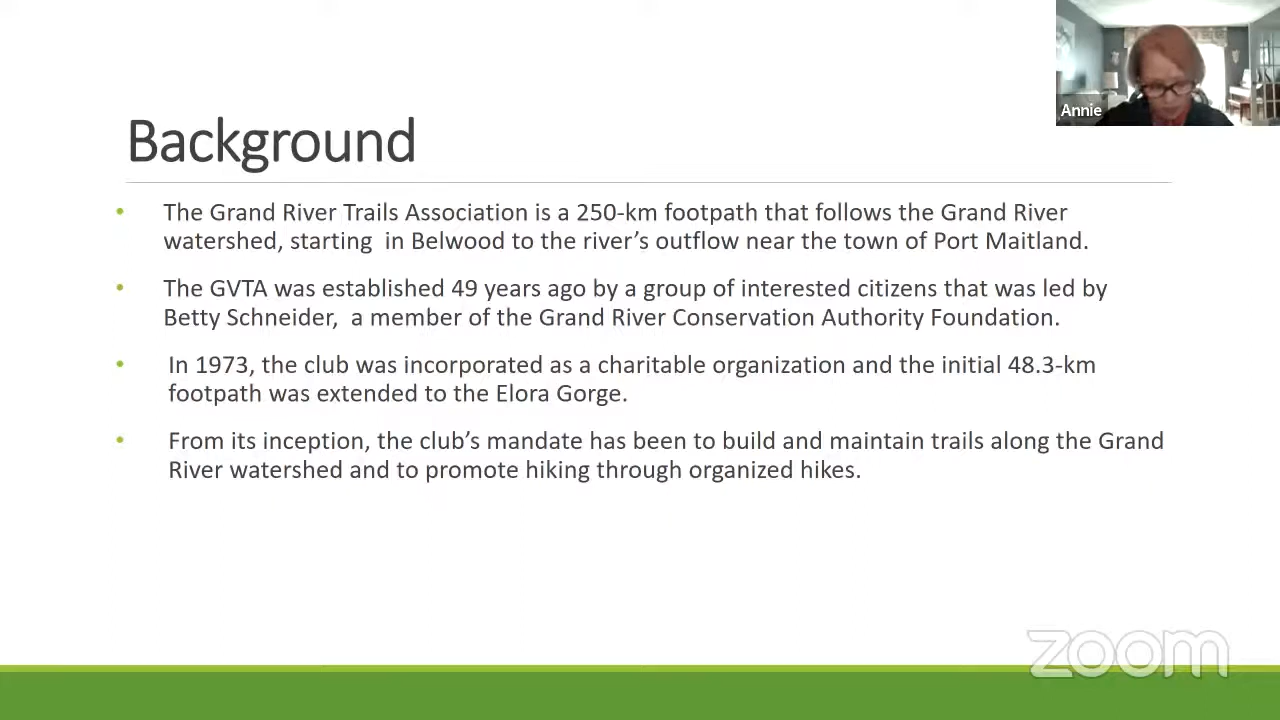 Annie
Background
• The Grand River Trails Association is a 250-km footpath that follows the Grand River
watershed, starting  in Belwood to the river’s outflow near the town of Port Maitland.
• The GVTA was established 49 years ago by a group of interested citizens that was led by
Betty Schneider,  a member of the Grand River Conservation Authority Foundation.
• In 1973, the club was incorporated as a charitable organization and the initial 48.3-km
footpath was extended to the Elora Gorge.
• From its inception, the club’s mandate has been to build and maintain trails along the Grand
River watershed and to promote hiking through organized hikes.
zoom